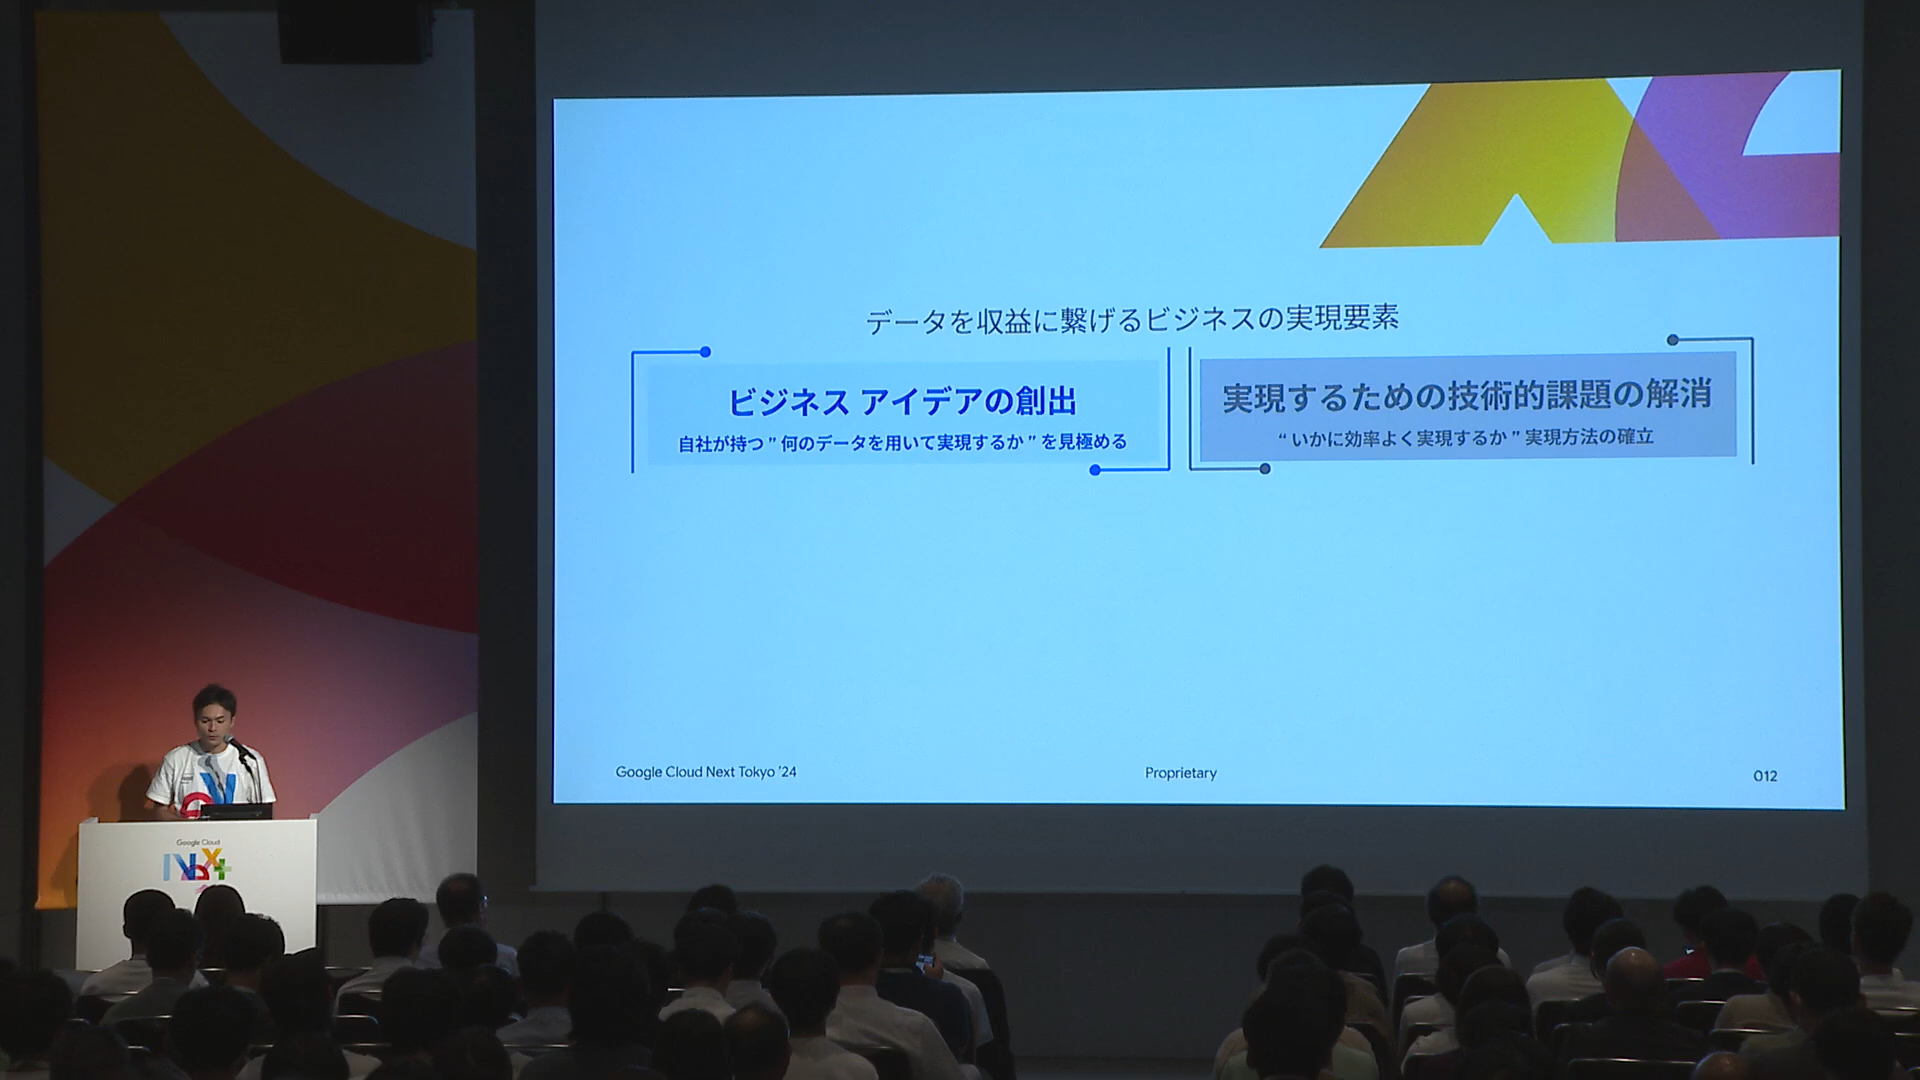 データを収益に繋げるビジネスの実現要素
ビジネス アイデアの創出
自社が持つ ” 何のデータを用いて実現するか ” を見極める
実現するための技術的課題の解消
“ いかに効率よく実現するか ” 実現方法の確立
Google Cloud Next Tokyo ’24
Proprietary
012
Google Cloud